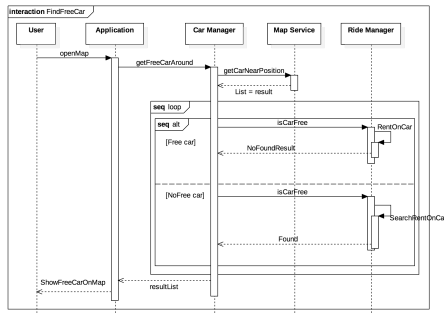 interaction FindFreeCar
User
Application
Car Manager
Map Service
Ride Manager
openMap
getFreeCarAround
getCarNearPosition
List = result
seq loop
seq alt
isCarFree
RentOnCar
[Free car]
NoFoundResult
[NoFree car]
isCarFree
SearchRentOnCa
Found
resultList
ShowFreeCarOnMap